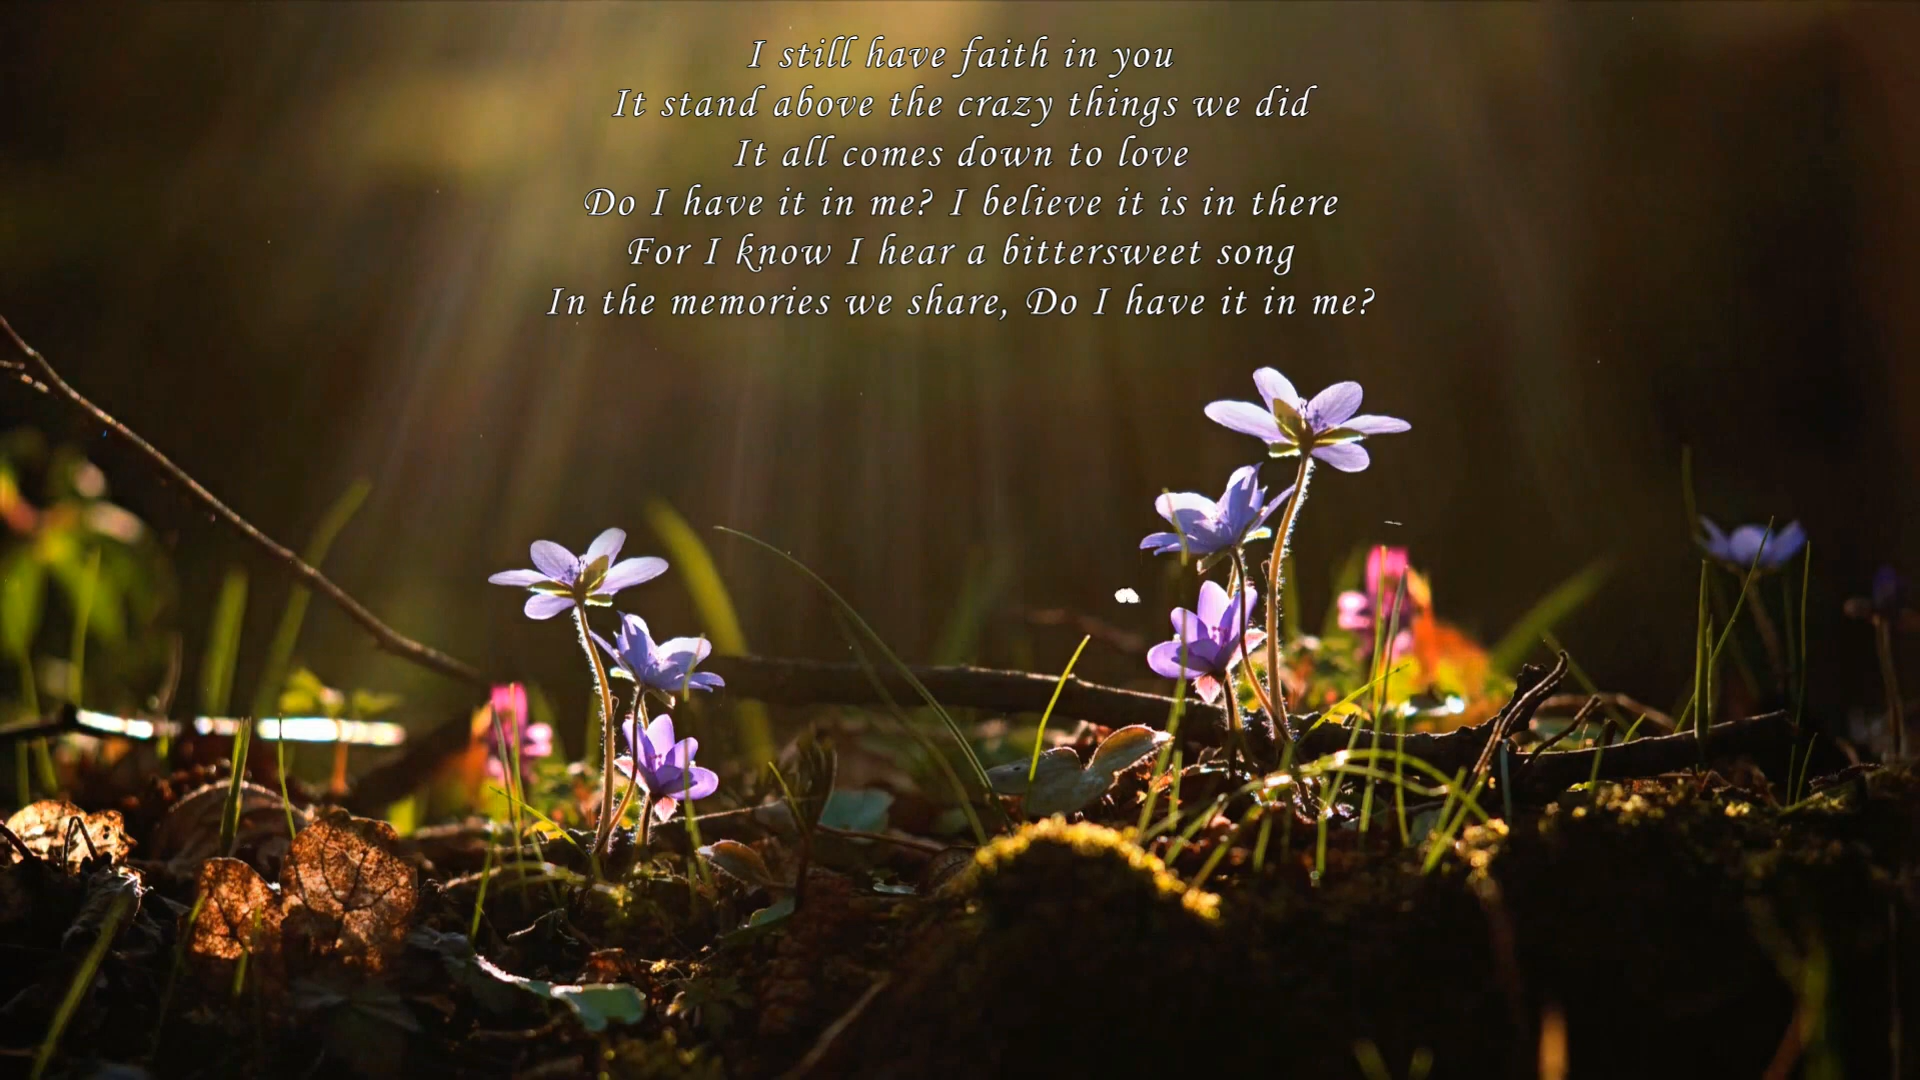 I still have faith in you
It stand above the crazy things we did
It all comes down to love
Do I have it in me? I believe it is in there
For I know I hear a bittersweet song
In the memories we share, Do I have it in me?